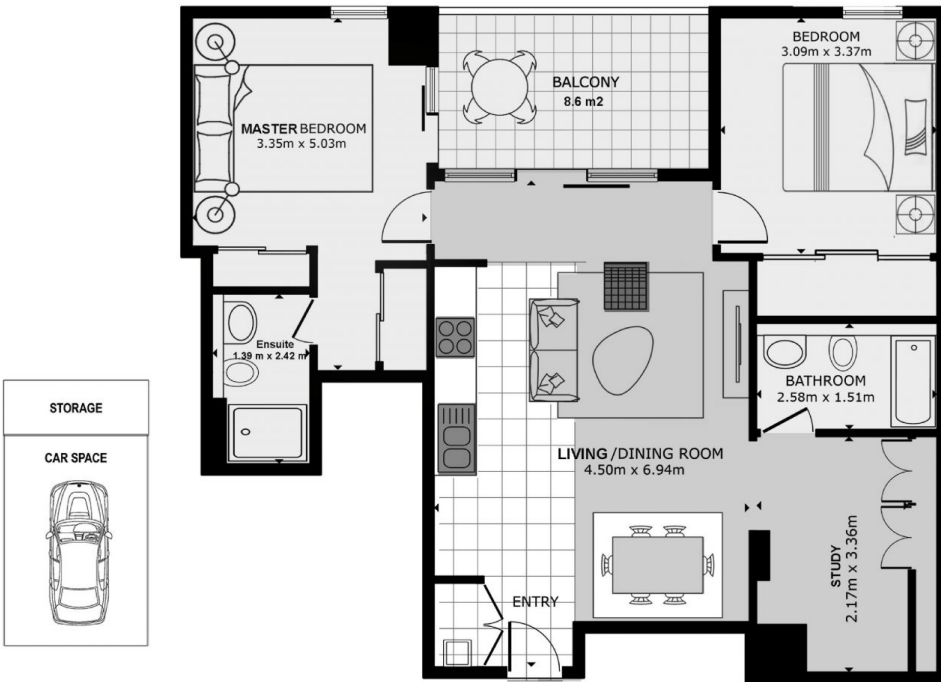 BEDROOM
3.09m x 3.37m
BALCONY
8.6 m2
MASTER BEDROOM
3.35m x 5.03m
Ensuite
1.39 m x 2.42 m
BATHROOM
2.58m x 1.51m
STORAGE
CAR SPACE
LIVING /DINING ROOM
4.50m x 6.94m
STUDY
2.17m x 3.36m
ENTRY